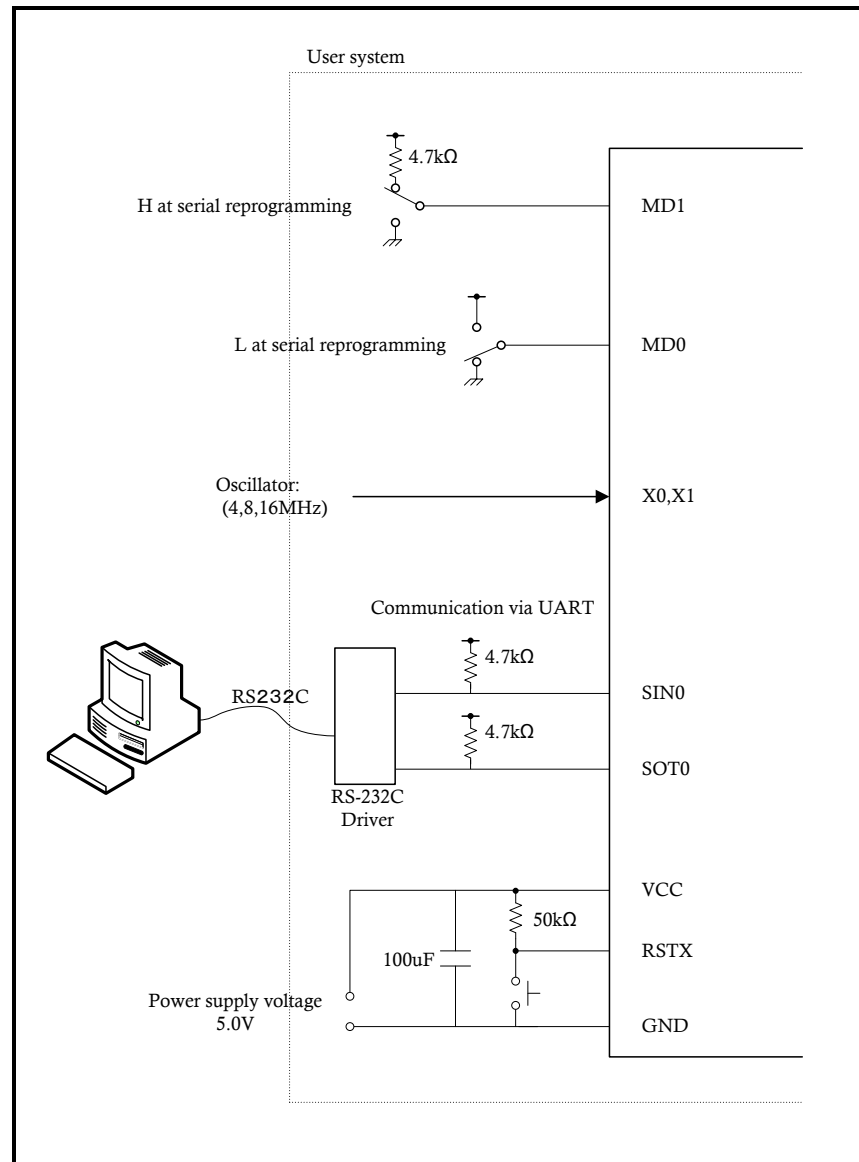 User system
4.7kΩ
H at serial reprogramming
MD1
L at serial reprogramming
MD0
Oscillator:
(4,8,16MHz)
X0,X1
Communication via UART
4.7kΩ
RS232C
SIN0
4.7kΩ
SOT0
RS-232C
Driver
VCC
50kΩ
RSTX
100uF
Power supply voltage
5.0V
GND